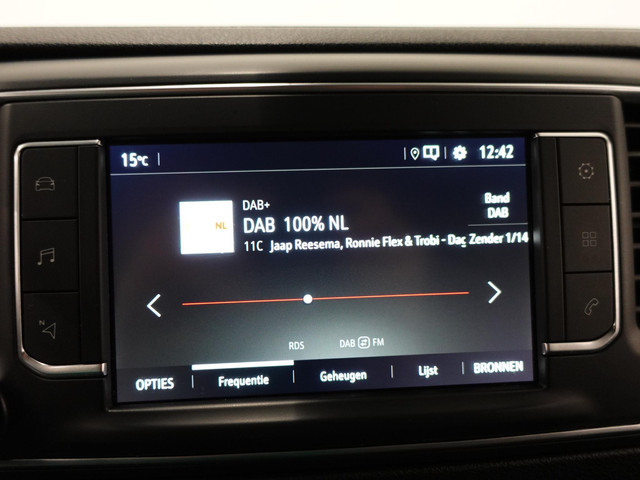 15°C
12:42
NL
DAB+
DAB 100% NL
11C Jaap Reesema, Ronnie Flex & Trobi - Dag Zender 1/14
Band
DAB
N
RDS
DAB FM
OPTIES
Frequentie
Geheugen
Lijst
BRONNEN